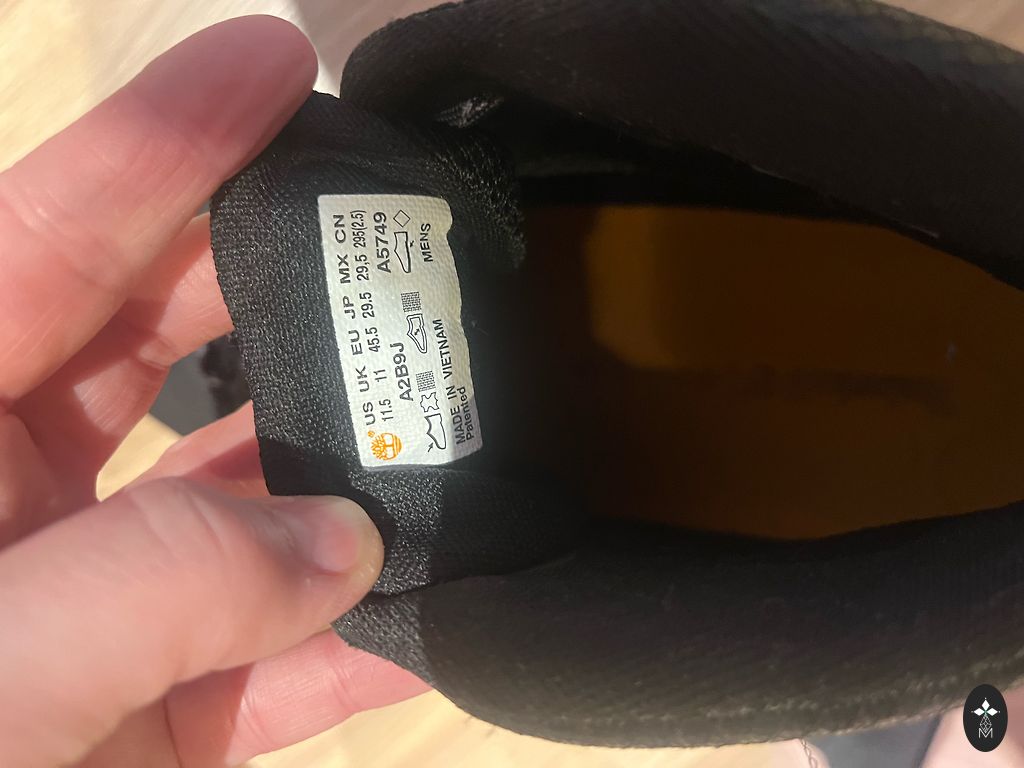 US UK EU JP MX CN
11.5 11 45.5 29.5 29,5 295(2.5)
A2B9J A5749
MENS
MADE IN VIETNAM
Patented
M